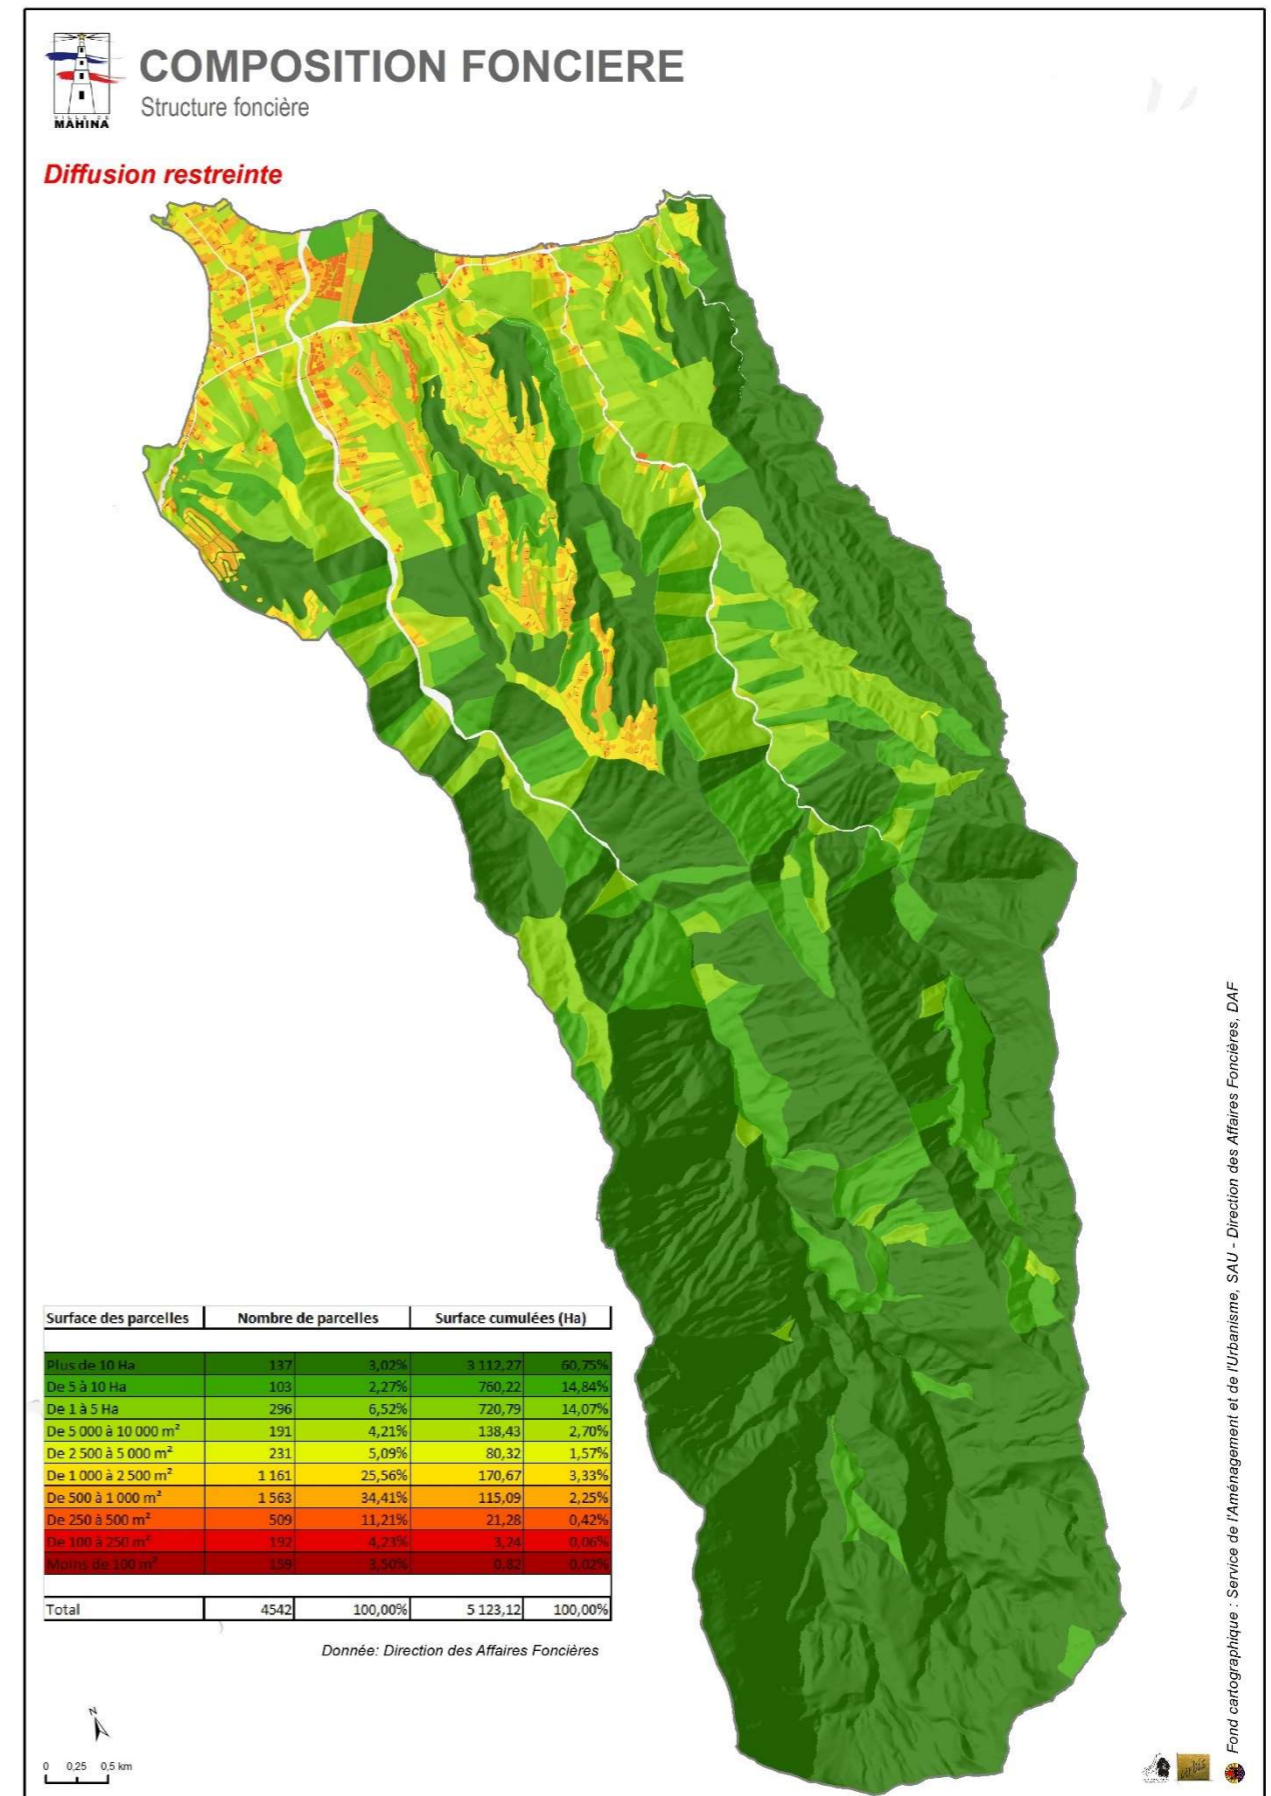 COMPOSITION FONCIERE
Structure foncière
VILLE DE
MAHINA
Diffusion restreinte
Surface des parcelles Nombre de parcelles Surface cumulées (Ha)
Plus de 10 Ha 137 3,02% 3 112,27 60,75%
De 5 à 10 Ha 103 2,27% 760,22 14,84%
De 1 à 5 Ha 296 6,52% 720,79 14,07%
De 5 000 à 10 000 m² 191 4,21% 138,43 2,70%
De 2 500 à 5 000 m² 231 5,09% 80,32 1,57%
De 1 000 à 2 500 m² 1 161 25,56% 170,67 3,33%
De 500 à 1 000 m² 1 563 34,41% 115,09 2,25%
De 250 à 500 m² 509 11,21% 21,28 0,42%
De 100 à 250 m² 192 4,23% 3,24 0,06%
Moins de 100 m² 159 3,50% 0,82 0,02%
Total 4542 100,00% 5 123,12 100,00%
Donnée: Direction des Affaires Foncières
N
0 0,25 0,5 km
Fond cartographique : Service de l'Aménagement et de l'Urbanisme, SAU - Direction des Affaires Foncières, DAF